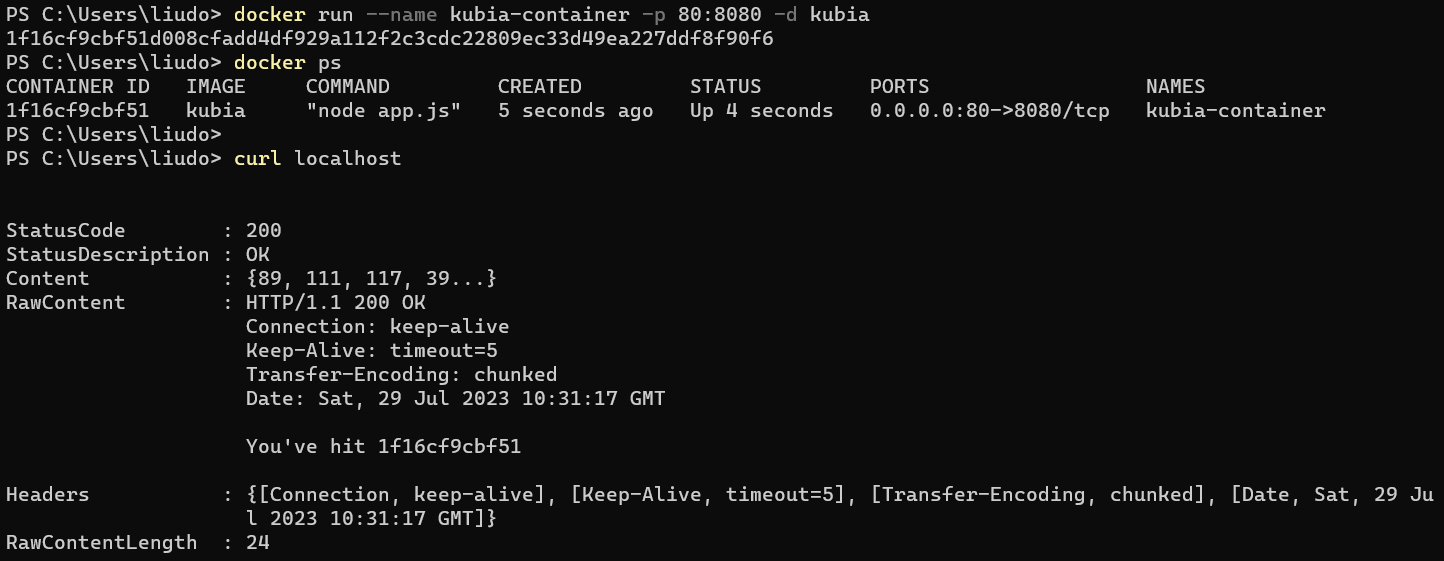 PS C:\Users\liudo> docker run --name kubia-container -p 80:8080 -d kubia
1f16cf9cbf51d008cfadd4df929a112f2c3cdc22809ec33d49ea227ddf8f90f6
PS C:\Users\liudo> docker ps
CONTAINER ID   IMAGE     COMMAND         CREATED         STATUS         PORTS                  NAMES
1f16cf9cbf51   kubia     "node app.js"   5 seconds ago   Up 4 seconds   0.0.0.0:80->8080/tcp   kubia-container
PS C:\Users\liudo>
PS C:\Users\liudo> curl localhost
StatusCode        : 200
StatusDescription : OK
Content           : {89, 111, 117, 39...}
RawContent        : HTTP/1.1 200 OK
                    Connection: keep-alive
                    Keep-Alive: timeout=5
                    Transfer-Encoding: chunked
                    Date: Sat, 29 Jul 2023 10:31:17 GMT
                    You've hit 1f16cf9cbf51
Headers           : {[Connection, keep-alive], [Keep-Alive, timeout=5], [Transfer-Encoding, chunked], [Date, Sat, 29 Ju
                    l 2023 10:31:17 GMT]}
RawContentLength  : 24